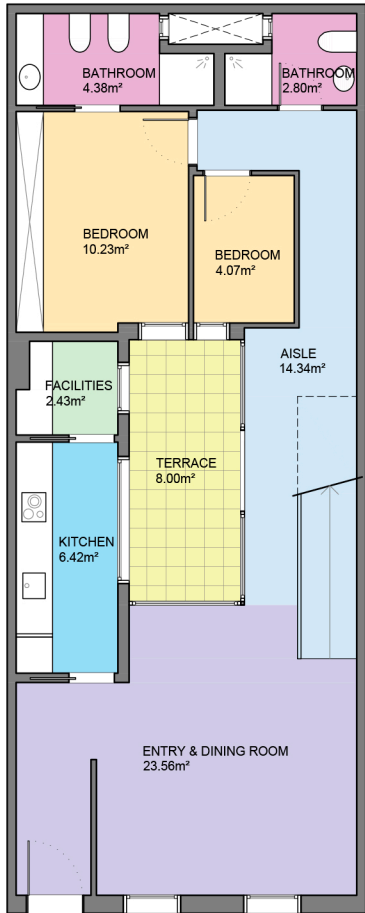 BATHROOM
4.38m²
BATHROOM
2.80m²
BEDROOM
10.23m²
BEDROOM
4.07m²
AISLE
14.34m²
FACILITIES
2.43m²
TERRACE
8.00m²
KITCHEN
6.42m²
ENTRY & DINING ROOM
23.56m²